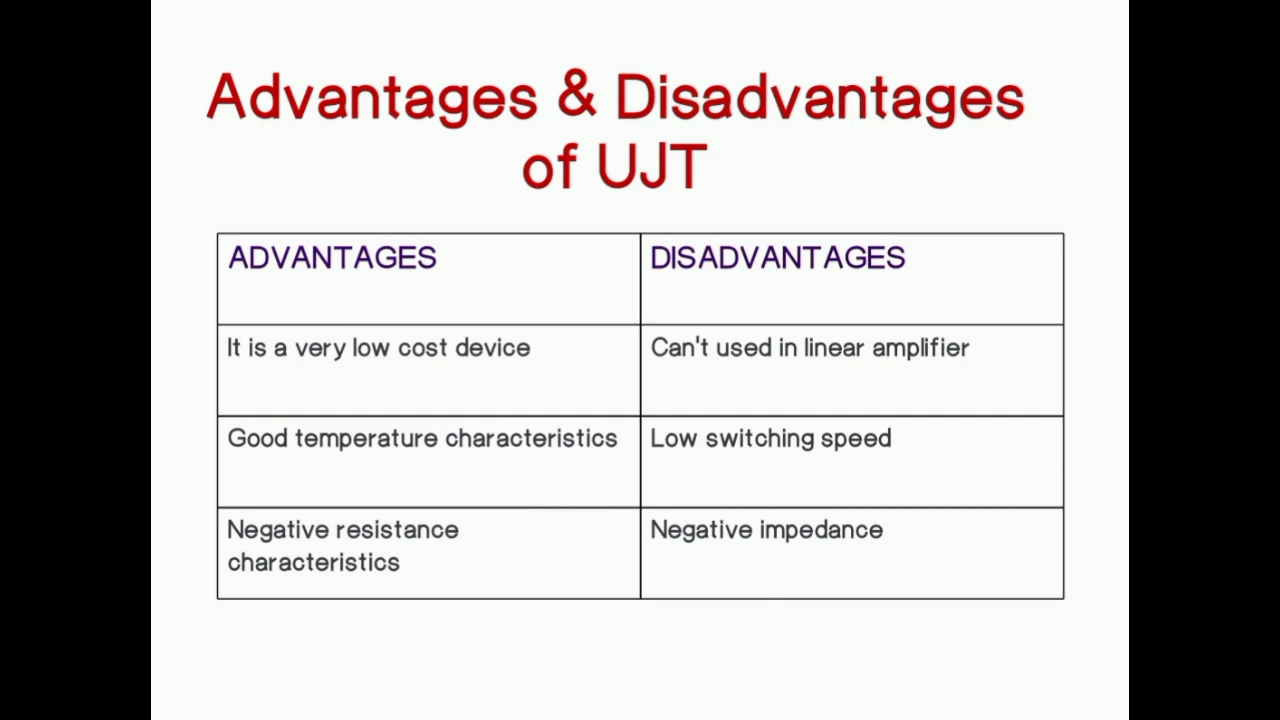 Advantages & Disadvantages
of UJT
ADVANTAGES
DISADVANTAGES
It is a very low cost device
Can't used in linear amplifier
Good temperature characteristics
Low switching speed
Negative resistance
characteristics
Negative impedance